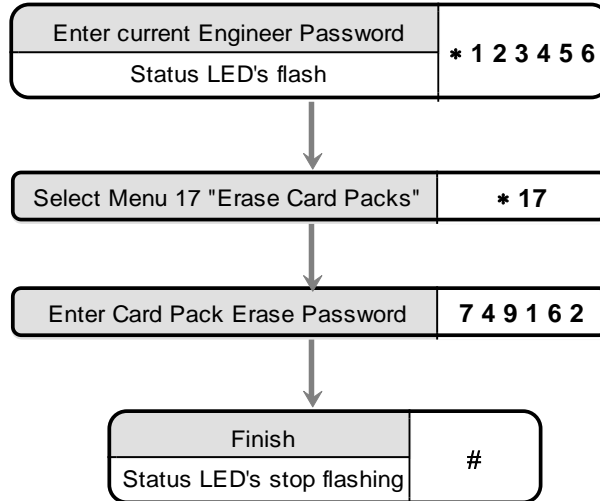 Enter current Engineer Password
* 1 2 3 4 5 6
Status LED's flash
Select Menu 17 "Erase Card Packs"
* 17
Enter Card Pack Erase Password
7 4 9 1 6 2
Finish
#
Status LED's stop flashing